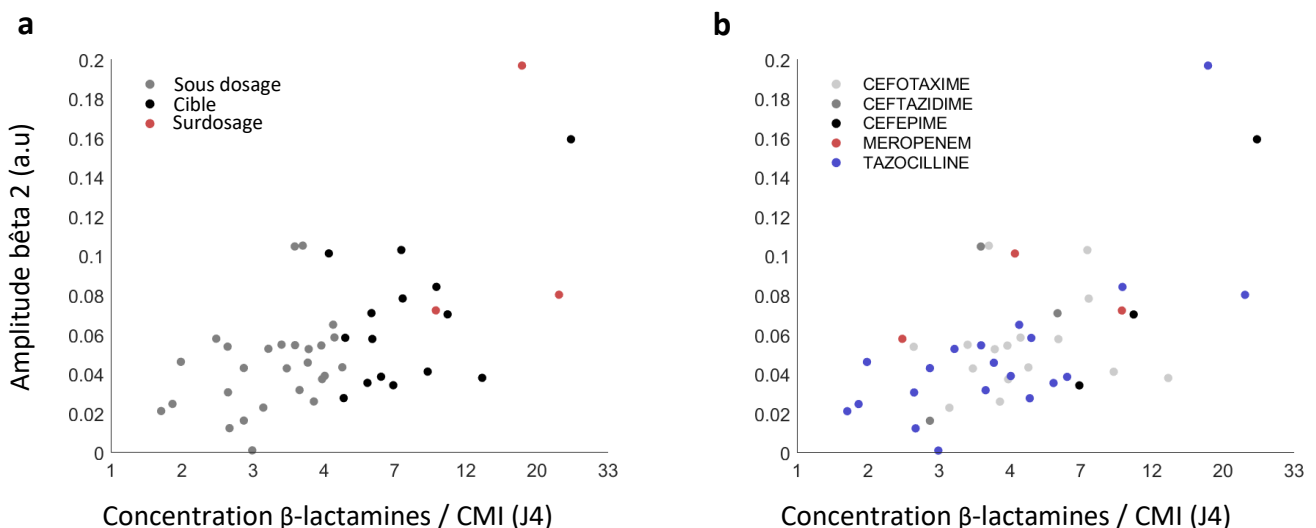 a
0.2
0.18
0.16
0.14
0.12
0.1
0.08
0.06
0.04
0.02
0
Sous dosage
Cible
Surdosage
Amplitude bêta 2 (a.u)
1 2 3 4 7 12 20 33
Concentration β-lactamines / CMI (J4)
b
0.2
0.18
0.16
0.14
0.12
0.1
0.08
0.06
0.04
0.02
0
CEFOTAXIME
CEFTAZIDIME
CEFEPIME
MEROPENEM
TAZOCILLINE
1 2 3 4 7 12 20 33
Concentration β-lactamines / CMI (J4)